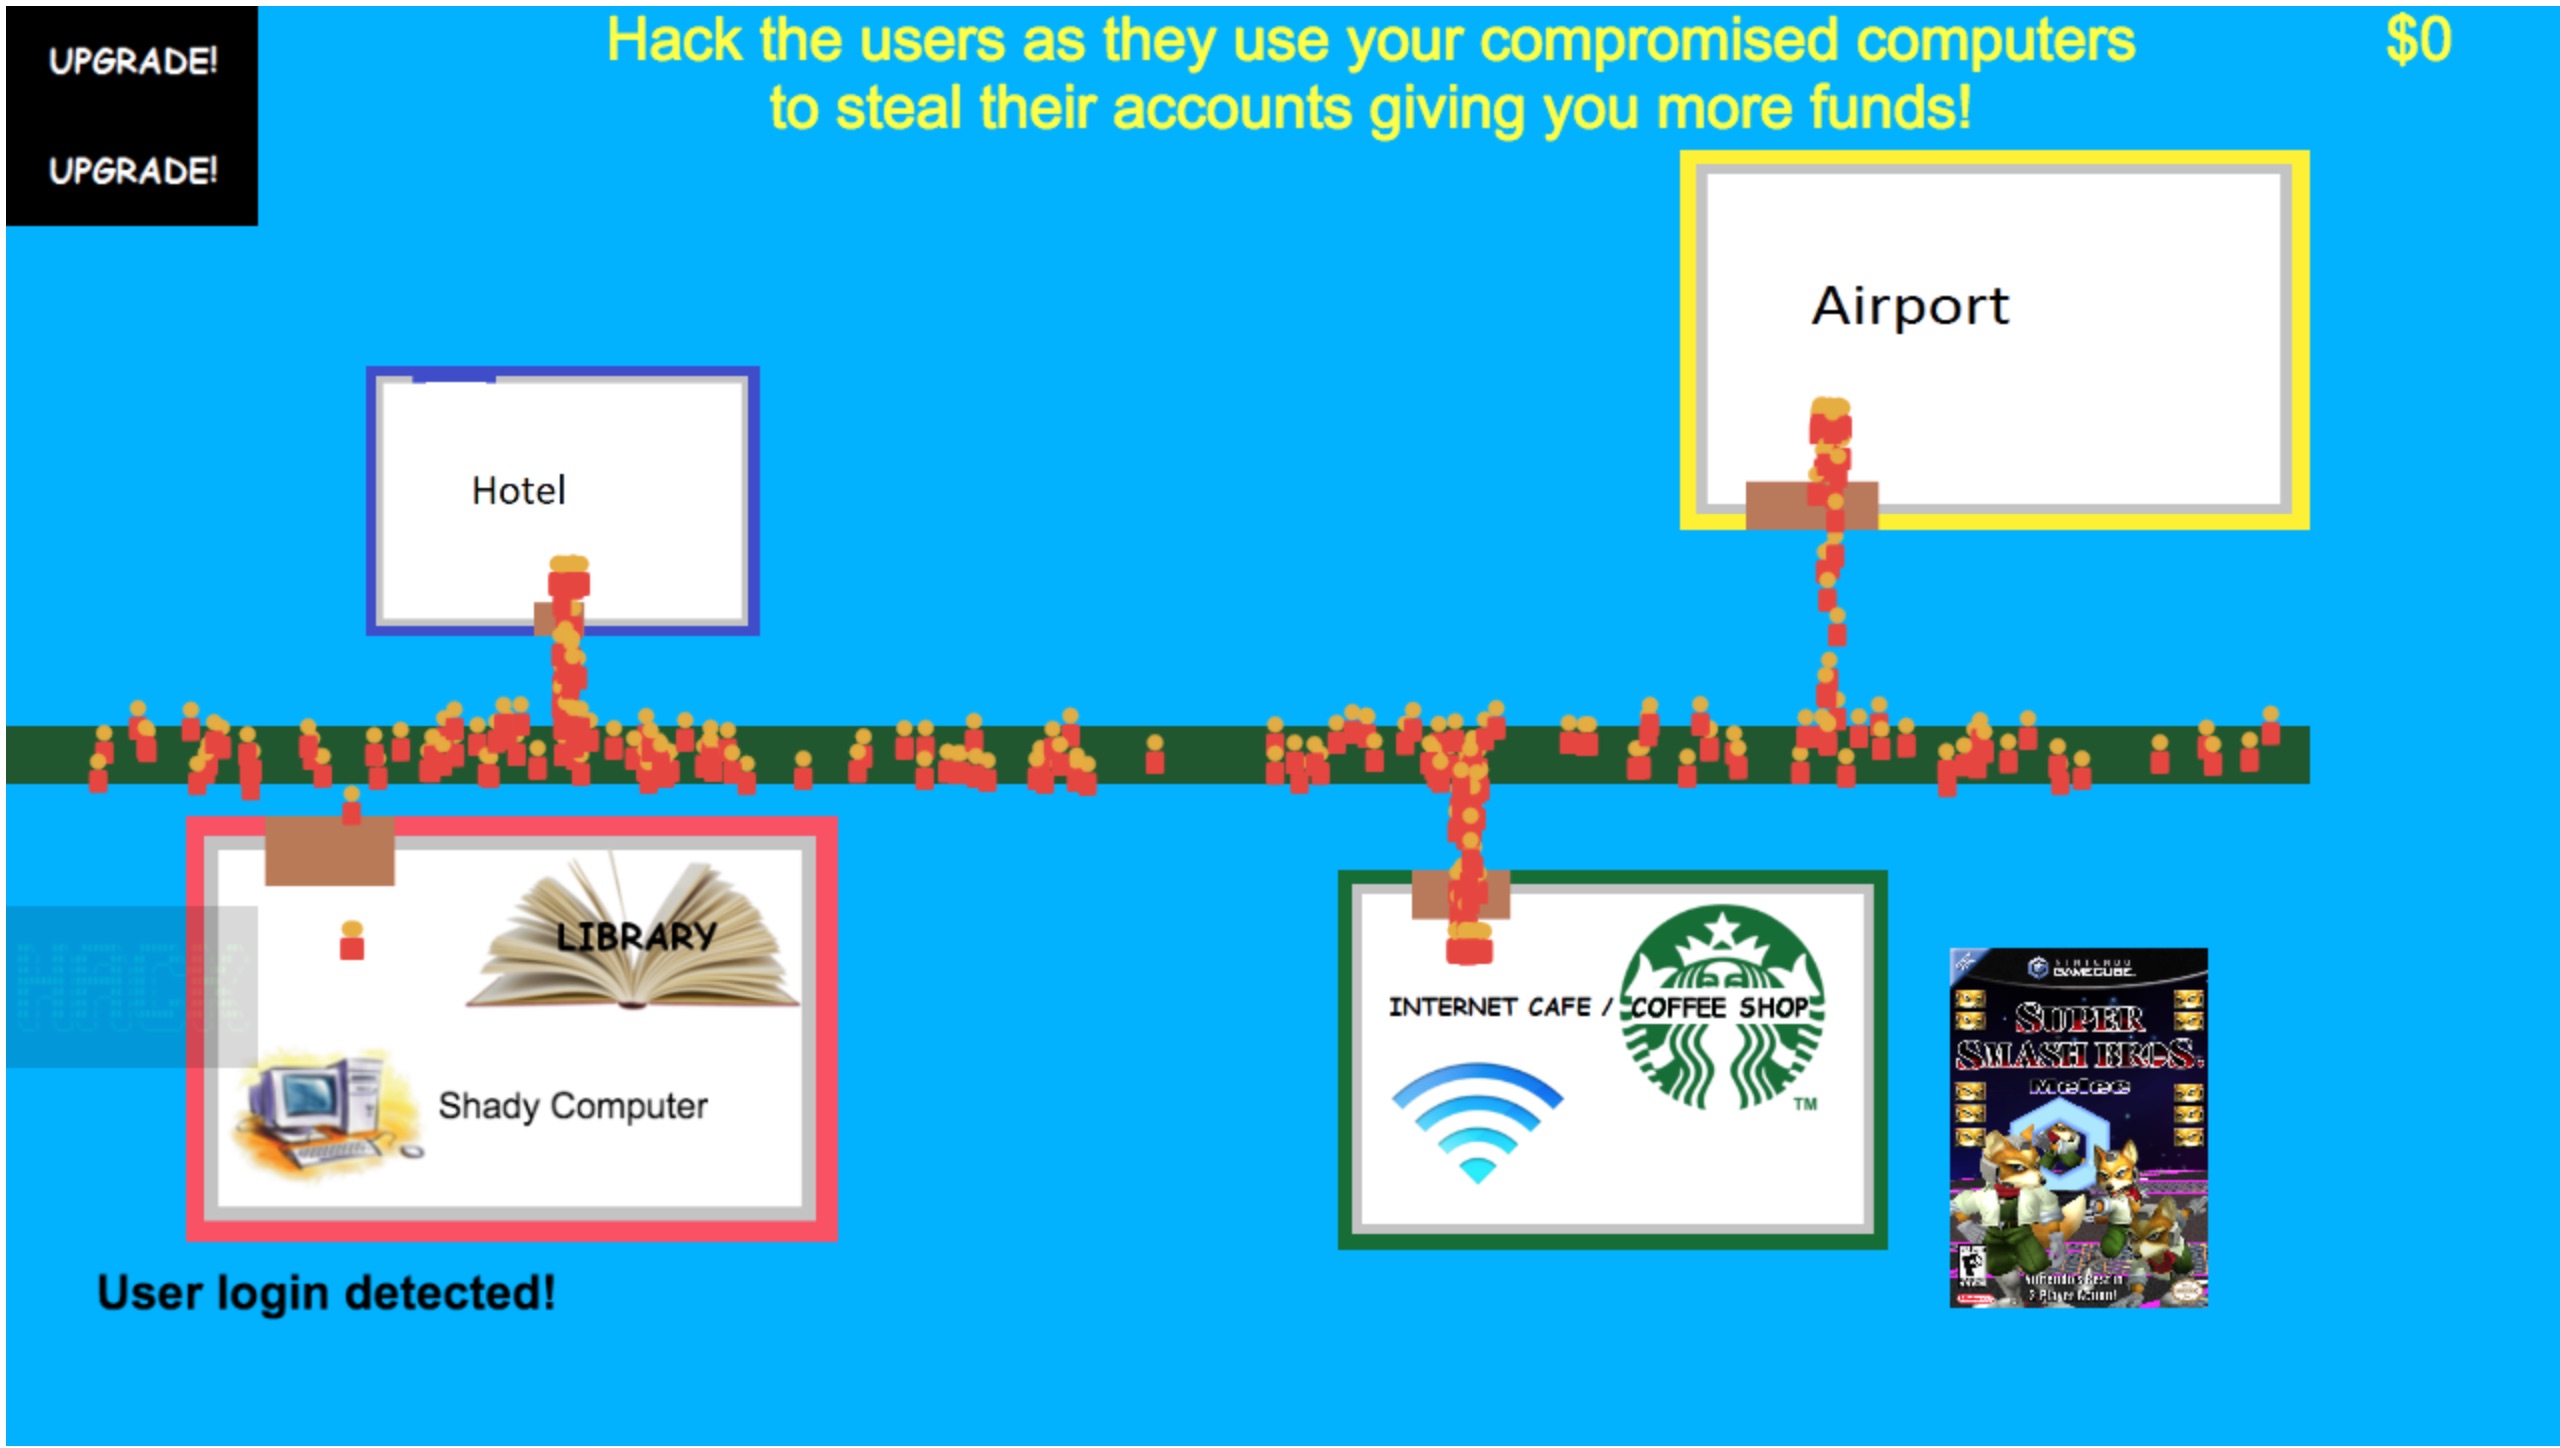 UPGRADE!
UPGRADE!
Hack the users as they use your compromised computers
to steal their accounts giving you more funds!
$0
Airport
Hotel
LIBRARY
HACK
Shady Computer
INTERNET CAFE / COFFEE SHOP
TM
User login detected!
NINTENDO
GAMECUBE
SUPER
SMASH BROS.
Melee
Nintendo's Best in
2 Player Action!